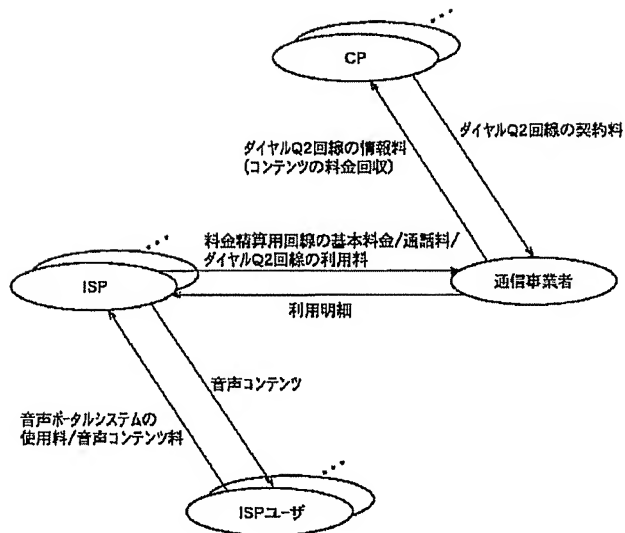 CP
ダイヤルQ2回線の情報料
(コンテンツの料金回収)
ダイヤルQ2回線の契約料
料金精算用回線の基本料金/通話料/
ダイヤルQ2回線の利用料
ISP
通信事業者
利用明細
音声コンテンツ
音声ポータルシステムの
使用料/音声コンテンツ料
ISPユーザ